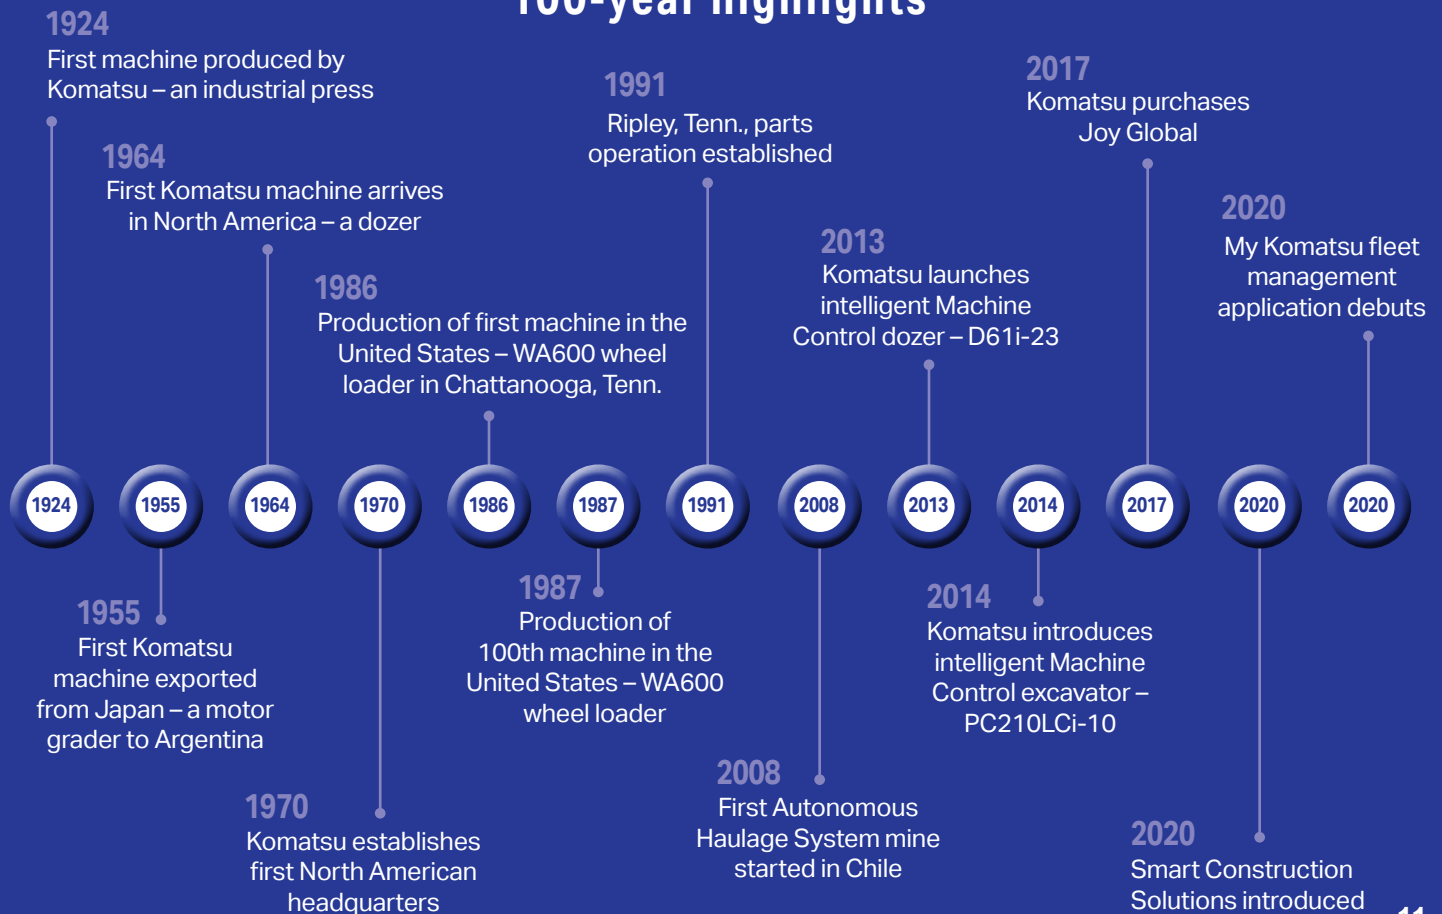 100-year highlights
1924
First machine produced by
Komatsu – an industrial press
1964
First Komatsu machine arrives
in North America – a dozer
1986
Production of first machine in the
United States – WA600 wheel
loader in Chattanooga, Tenn.
1991
Ripley, Tenn., parts
operation established
2013
Komatsu launches
intelligent Machine
Control dozer – D61i-23
2017
Komatsu purchases
Joy Global
2020
My Komatsu fleet
management
application debuts
1924
1955
1964
1970
1986
1987
1991
2008
2013
2014
2017
2020
2020
1955
First Komatsu
machine exported
from Japan – a motor
grader to Argentina
1970
Komatsu establishes
first North American
headquarters
1987
Production of
100th machine in the
United States – WA600
wheel loader
2008
First Autonomous
Haulage System mine
started in Chile
2014
Komatsu introduces
intelligent Machine
Control excavator –
PC210LCi-10
2020
Smart Construction
Solutions introduced
11